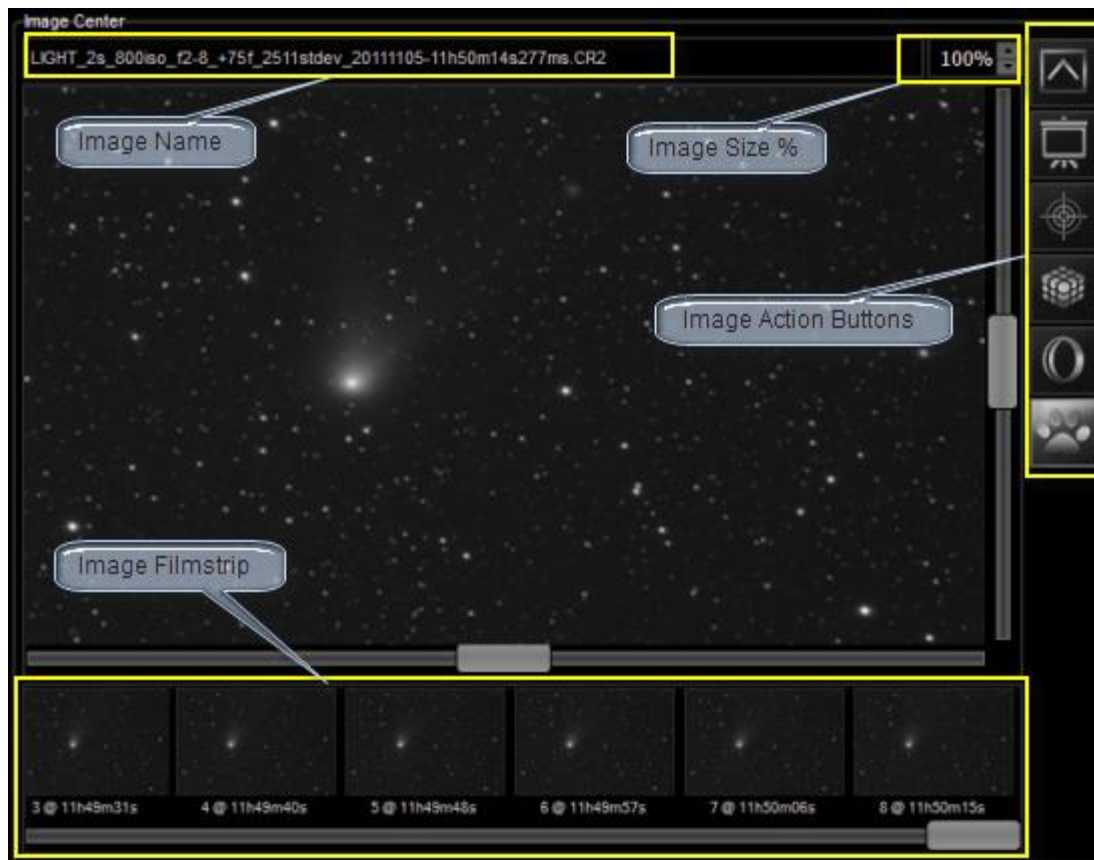 Image Center
LIGHT_2s_800iso_f2-8_+75f_2511stdev_20111105-11h50m14s277ms.CR2
100%
Image Name
Image Size %
Image Action Buttons
Image Filmstrip
3 @ 11h49m31s
4 @ 11h49m40s
5 @ 11h49m48s
6 @ 11h49m57s
7 @ 11h50m06s
8 @ 11h50m15s